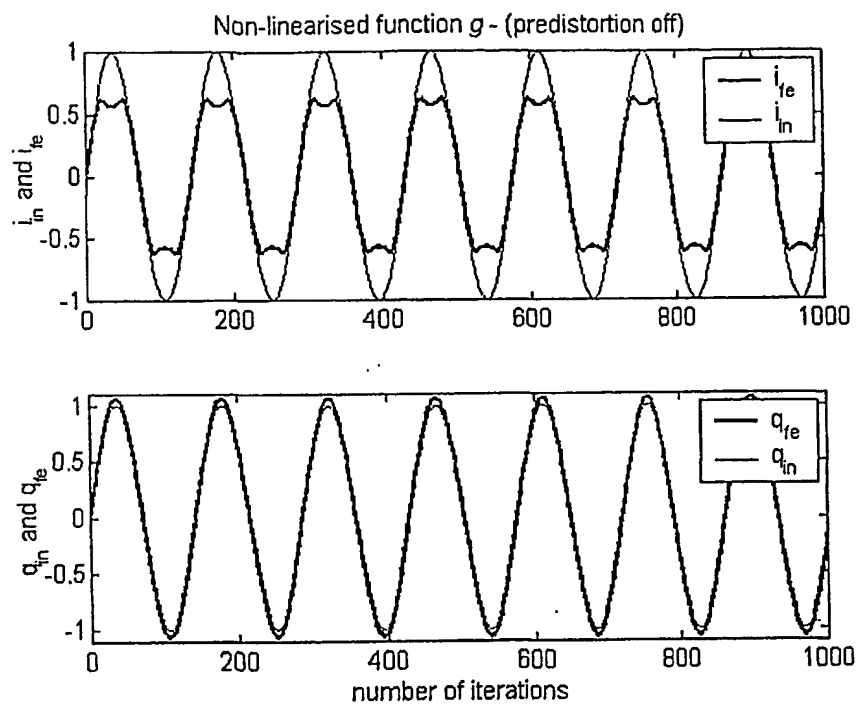 Non-linearised function g - (predistortion off)
1
0.5
0
-0.5
-1
i_in and i_fe
i_fe
i_in
0 200 400 600 800 1000
1
0.5
0
-0.5
-1
q_in and q_fe
q_fe
q_in
0 200 400 600 800 1000
number of iterations